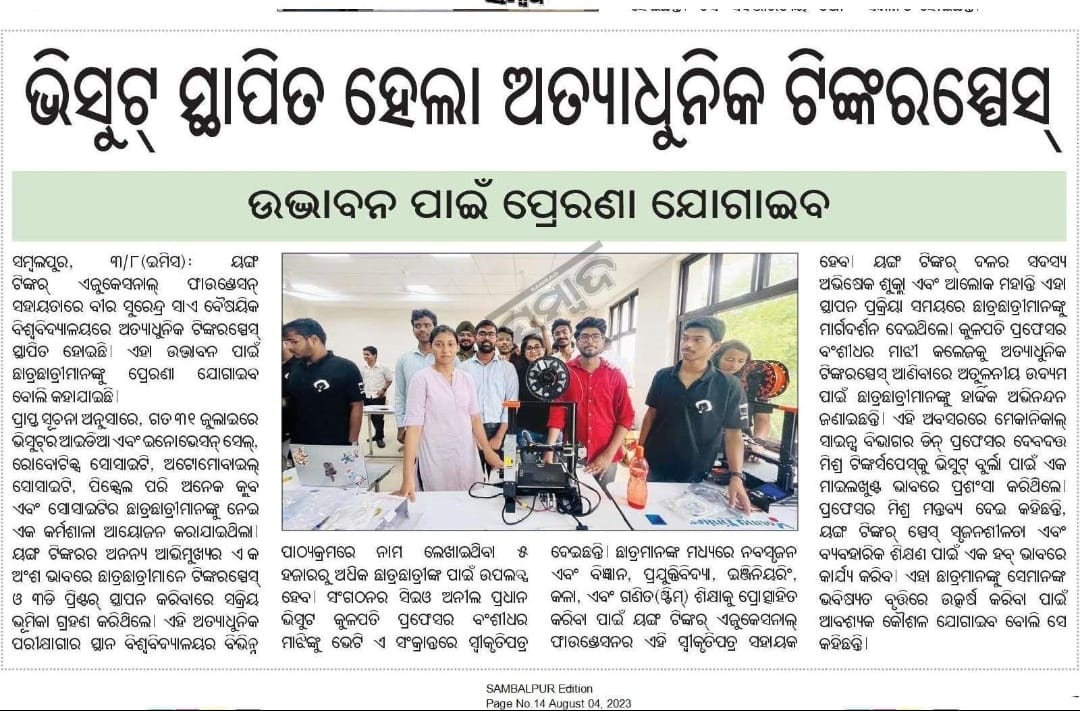 ଭିସୁଟ୍ ସ୍ଥାପିତ ହେଲା ଅତ୍ୟାଧୁନିକ ଟିଙ୍କରସ୍ପେସ୍
ଉଦ୍ଭାବନ ପାଇଁ ପ୍ରେରଣା ଯୋଗାଇବ
ସମ୍ବଲପୁର, ୩/୮(ଇମିସ): ୟଙ୍ଗ
ଟିଙ୍କର୍ ଏଜୁକେସନାଲ୍ ଫାଉଣ୍ଡେସନ୍
ସହାୟତାରେ ବୀର ସୁରେନ୍ଦ୍ର ସାଏ ବୈଷୟିକ
ବିଶ୍ୱବିଦ୍ୟାଳୟରେ ଅତ୍ୟାଧୁନିକ ଟିଙ୍କରସ୍ପେସ୍
ସ୍ଥାପିତ ହୋଇଛି। ଏହା ଉଦ୍ଭାବନ ପାଇଁ
ଛାତ୍ରଛାତ୍ରୀମାନଙ୍କୁ ପ୍ରେରଣା ଯୋଗାଇବ
ବୋଲି କହାଯାଇଛି।
ପ୍ରାପ୍ତ ସୂଚନା ଅନୁସାରେ, ଗତ ୩୧ ଜୁଲାଇରେ
ଭିସୁଟର ଆଇଡିଆ ଏବଂ ଇନୋଭେସନ୍ ସେଲ୍,
ରୋବୋଟିକ୍ସ ସୋସାଇଟି, ଅଟୋମୋବାଇଲ୍
ସୋସାଇଟି, ପିକ୍ସେଲ ପରି ଅନେକ କ୍ଲବ
ଏବଂ ସୋସାଇଟିର ଛାତ୍ରଛାତ୍ରୀମାନଙ୍କୁ ନେଇ
ଏକ କର୍ମଶାଳା ଆୟୋଜନ କରାଯାଇଥିଲା।
ୟଙ୍ଗ ଟିଙ୍କରର ଅନନ୍ୟ ଆଭିମୁଖ୍ୟର ଏ କ
ଅଂଶ ଭାବରେ ଛାତ୍ରଛାତ୍ରୀମାନେ ଟିଙ୍କରସ୍ପେସ୍
ଓ ୩ଡି ପ୍ରିଣ୍ଟର୍ ସ୍ଥାପନ କରିବାରେ ସକ୍ରିୟ
ଭୂମିକା ଗ୍ରହଣ କରିଥିଲେ। ଏହି ଅତ୍ୟାଧୁନିକ
ପରୀକ୍ଷାଗାର ସ୍ଥାନ ବିଶ୍ୱବିଦ୍ୟାଳୟର ବିଭିନ୍ନ
ପାଠ୍ୟକ୍ରମରେ ନାମ ଲେଖାଇଥିବା ୫
ହଜାରରୁ ଅଧିକ ଛାତ୍ରଛାତ୍ରୀଙ୍କ ପାଇଁ ଉପଲବ୍ଧ
ହେବ। ସଂଗଠନର ସିଇଓ ଅନୀଲ ପ୍ରଧାନ
ଭିସୁଟ କୁଳପତି ପ୍ରଫେସର ବଂଶୀଧର
ମାଝିଙ୍କୁ ଭେଟି ଏ ସଂକ୍ରାନ୍ତରେ ସ୍ୱୀକୃତିପତ୍ର
ଦେଇଛନ୍ତି। ଛାତ୍ରମାନଙ୍କ ମଧ୍ୟରେ ନବସୃଜନ
ଏବଂ ବିଜ୍ଞାନ, ପ୍ରଯୁକ୍ତିବିଦ୍ୟା, ଇଞ୍ଜିନିୟରିଂ,
କଳା, ଏବଂ ଗଣିତ(ଷ୍ଟିମ୍) ଶିକ୍ଷାକୁ ପ୍ରୋତ୍ସାହିତ
କରିବା ପାଇଁ ୟଙ୍ଗ ଟିଙ୍କର୍ ଏଜୁକେସନାଲ୍
ଫାଉଣ୍ଡେସନର ଏହି ସ୍ୱୀକୃତିପତ୍ର ସହାୟକ
ହେବ। ୟଙ୍ଗ ଟିଙ୍କର୍ ଦଳର ସଦସ୍ୟ
ଅଭିଷେକ ଶୁକ୍ଲା ଏବଂ ଆଲୋକ ମହାନ୍ତି ଏହା
ସ୍ଥାପନ ପ୍ରକ୍ରିୟା ସମୟରେ ଛାତ୍ରଛାତ୍ରୀମାନଙ୍କୁ
ମାର୍ଗଦର୍ଶନ ଦେଇଥିଲେ। କୁଳପତି ପ୍ରଫେସର
ବଂଶୀଧର ମାଝୀ କଲେଜକୁ ଅତ୍ୟାଧୁନିକ
ଟିଙ୍କରସ୍ପେସ୍ ଆଣିବାରେ ଅତୁଳନୀୟ ଉଦ୍ୟମ
ପାଇଁ ଛାତ୍ରଛାତ୍ରୀମାନଙ୍କୁ ହାର୍ଦ୍ଦିକ ଅଭିନନ୍ଦନ
ଜଣାଇଛନ୍ତି। ଏହି ଅବସରରେ ମେକାନିକାଲ୍
ସାଇନ୍ସ ବିଭାଗର ଡିନ୍ ପ୍ରଫେସର ଦେବଦତ୍ତ
ମିଶ୍ର ଟିଙ୍କର୍ସପେସକୁ ଭିସୁଟ୍ ବୁର୍ଲା ପାଇଁ ଏକ
ମାଇଲଖୁଣ୍ଟ ଭାବରେ ପ୍ରଶଂସା କରିଥିଲେ।
ପ୍ରଫେସର ମିଶ୍ର ମନ୍ତବ୍ୟ ଦେଇ କହିଛନ୍ତି,
ୟଙ୍ଗ ଟିଙ୍କର୍ ସ୍ପେସ୍ ସୃଜନଶୀଳତା ଏବଂ
ବ୍ୟବହାରିକ ଶିକ୍ଷଣ ପାଇଁ ଏକ ହବ୍ ଭାବରେ
କାର୍ଯ୍ୟ କରିବ। ଏହା ଛାତ୍ରମାନଙ୍କୁ ସେମାନଙ୍କ
ଭବିଷ୍ୟତ ବୃତ୍ତିରେ ଉତ୍କର୍ଷ କରିବା ପାଇଁ
ଆବଶ୍ୟକ କୌଶଳ ଯୋଗାଇବ ବୋଲି ସେ
କହିଛନ୍ତି।
SAMBAD
ସମ୍ବାଦ
Young Tinker
SAMBALPUR Edition
Page No.14 August 04, 2023